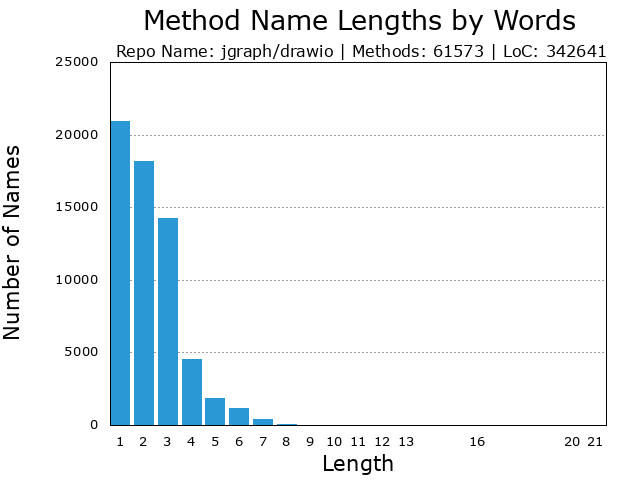 Method Name Lengths by Words
Repo Name: jgraph/drawio | Methods: 61573 | LoC: 342641
25000
20000
15000
10000
5000
0
Number of Names
1 2 3 4 5 6 7 8 9 10 11 12 13 16 20 21
Length